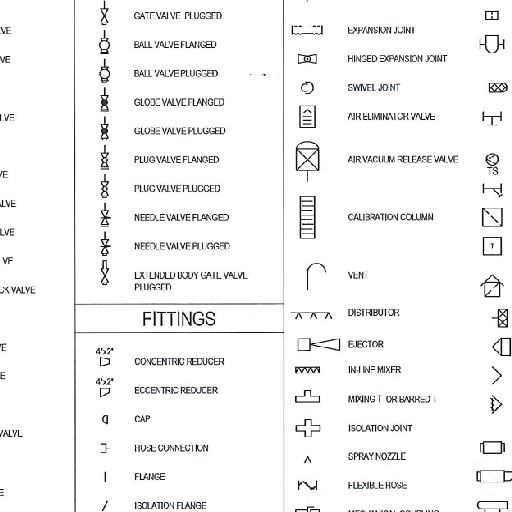 VE
VE
LVE
VE
ALVE
LVE
VE
CK VALVE
VE
E
VALVE
E
GATE VALVE PLUGGED
BALL VALVE FLANGED
BALL VALVE PLUGGED
GLOBE VALVE FLANGED
GLOBE VALVE PLUGGED
PLUG VALVE FLANGED
PLUG VALVE PLUGGED
NEEDLE VALVE FLANGED
NEEDLE VALVE PLUGGED
EXTENDED BODY GATE VALVE
PLUGGED
FITTINGS
4"x2"
CONCENTRIC REDUCER
4"x2"
ECCENTRIC REDUCER
CAP
HOSE CONNECTION
FLANGE
ISOLATION FLANGE
EXPANSION JOINT
HINGED EXPANSION JOINT
SWIVEL JOINT
AIR ELIMINATOR VALVE
AIR VACUUM RELEASE VALVE
CALIBRATION COLUMN
VENT
DISTRIBUTOR
EJECTOR
IN-LINE MIXER
MIXING T OR BARRED T
ISOLATION JOINT
SPRAY NOZZLE
FLEXIBLE HOSE
MECHANICAL COUPLING
TS
T